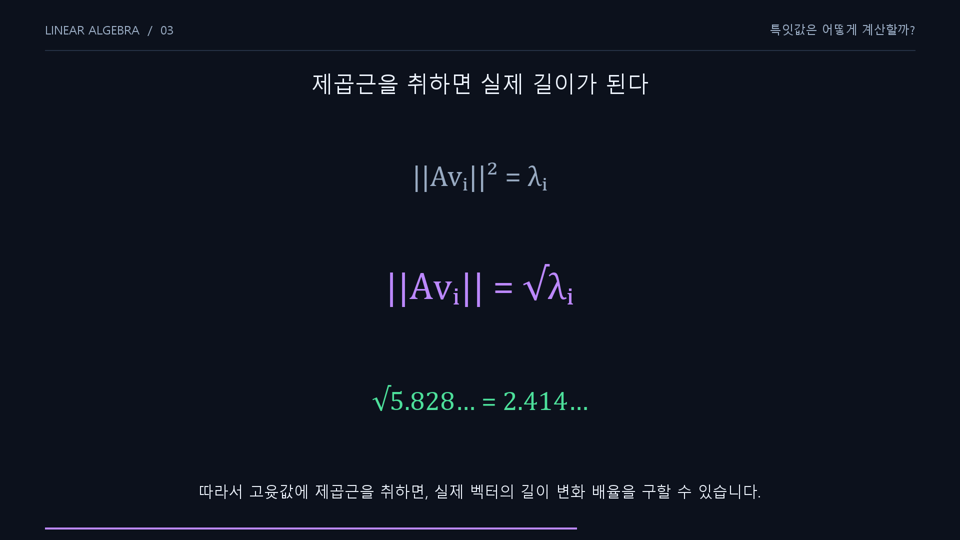 LINEAR ALGEBRA / 03
특잇값은 어떻게 계산할까?
제곱근을 취하면 실제 길이가 된다
||Avᵢ||² = λᵢ
||Avᵢ|| = √λᵢ
√5.828… = 2.414…
따라서 고윳값에 제곱근을 취하면, 실제 벡터의 길이 변화 배율을 구할 수 있습니다.